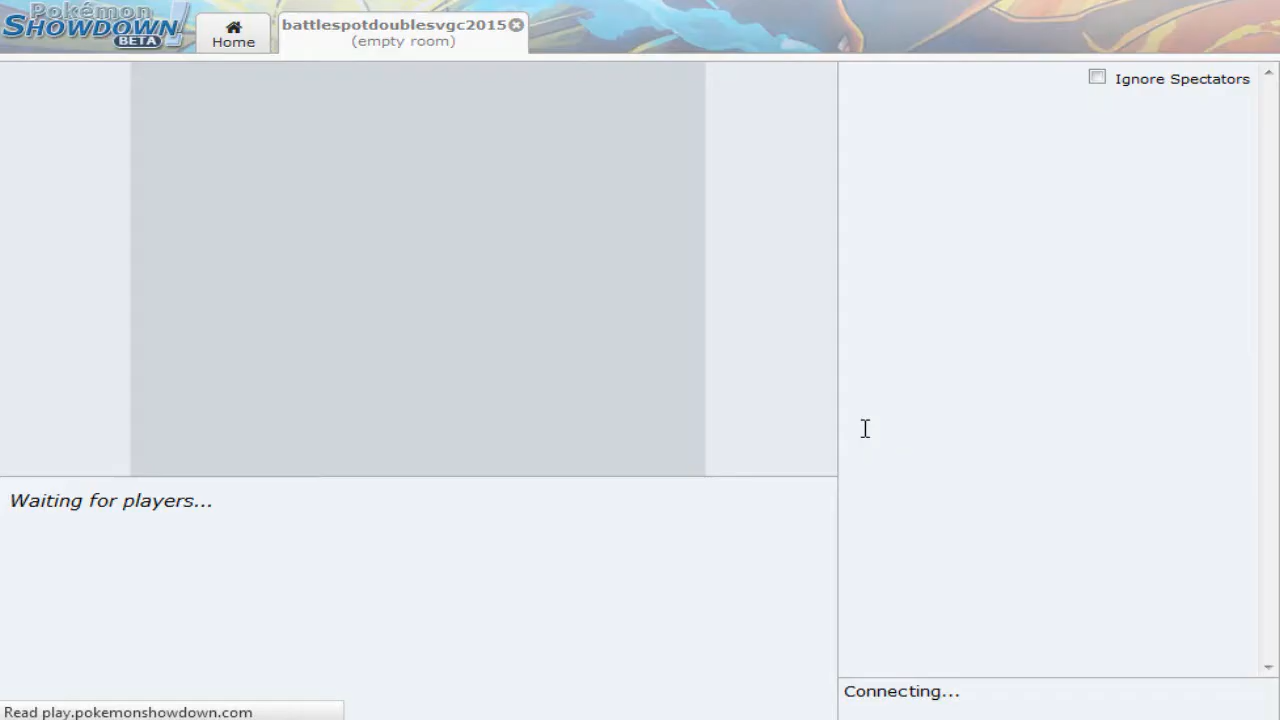 Pokémon
SHOWDOWN!
BETA
Home
battlespotdoublesvgc2015
(empty room)
Ignore Spectators
Waiting for players...
Connecting...
Read play.pokemonshowdown.com